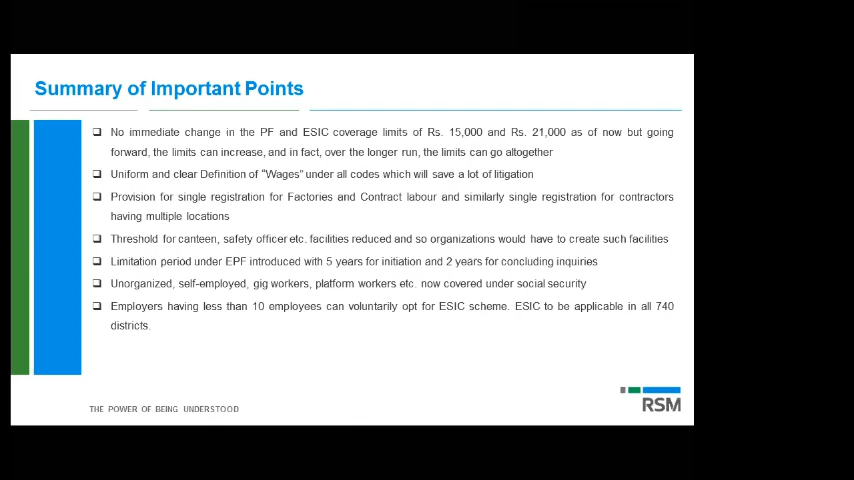 Summary of Important Points
❑ No immediate change in the PF and ESIC coverage limits of Rs. 15,000 and Rs. 21,000 as of now but going
forward, the limits can increase, and in fact, over the longer run, the limits can go altogether
❑ Uniform and clear Definition of “Wages” under all codes which will save a lot of litigation
❑ Provision for single registration for Factories and Contract labour and similarly single registration for contractors
having multiple locations
❑ Threshold for canteen, safety officer etc. facilities reduced and so organizations would have to create such facilities
❑ Limitation period under EPF introduced with 5 years for initiation and 2 years for concluding inquiries
❑ Unorganized, self-employed, gig workers, platform workers etc. now covered under social security
❑ Employers having less than 10 employees can voluntarily opt for ESIC scheme. ESIC to be applicable in all 740
districts.
THE POWER OF BEING UNDERSTOOD
RSM